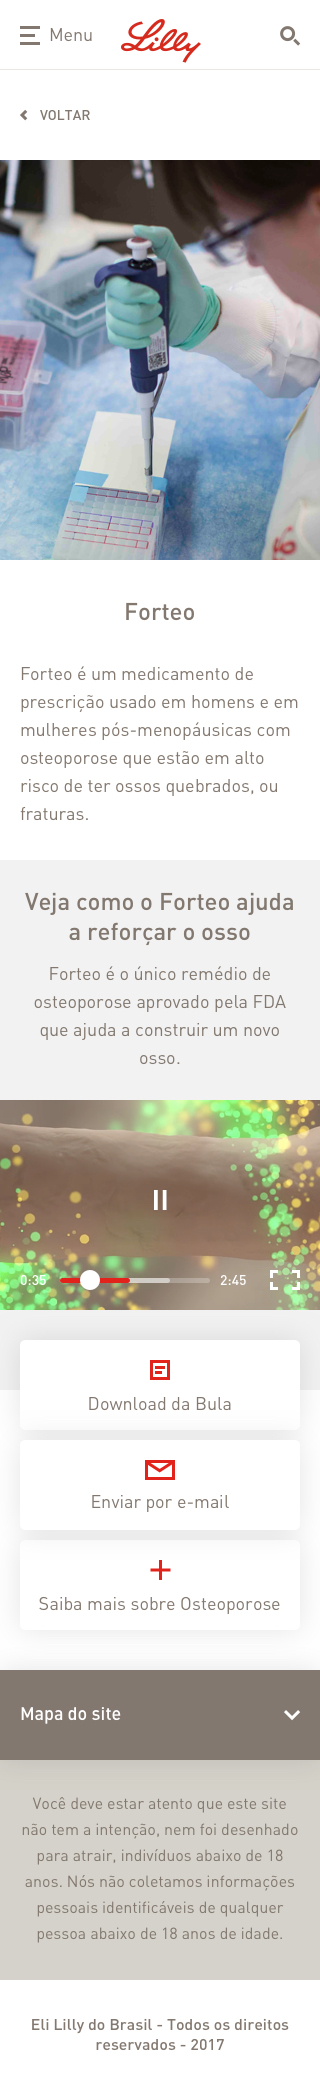 Menu
Lilly
VOLTAR
Forteo
Forteo é um medicamento de
prescrição usado em homens e em
mulheres pós-menopáusicas com
osteoporose que estão em alto
risco de ter ossos quebrados, ou
fraturas.
Veja como o Forteo ajuda
a reforçar o osso
Forteo é o único remédio de
osteoporose aprovado pela FDA
que ajuda a construir um novo
osso.
0:35
2:45
Download da Bula
Enviar por e-mail
Saiba mais sobre Osteoporose
Mapa do site
Você deve estar atento que este site
não tem a intenção, nem foi desenhado
para atrair, indivíduos abaixo de 18
anos. Nós não coletamos informações
pessoais identificáveis de qualquer
pessoa abaixo de 18 anos de idade.
Eli Lilly do Brasil - Todos os direitos
reservados - 2017